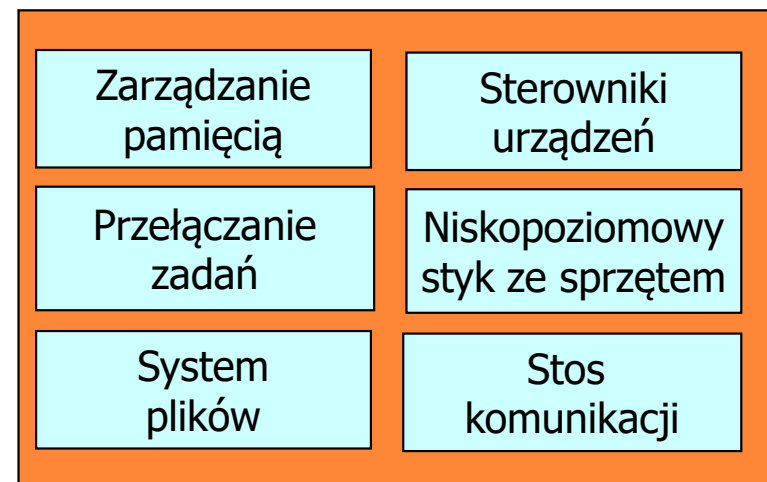 Zarządzanie
pamięcią
Sterowniki
urządzeń
Przełączanie
zadań
Niskopoziomowy
styk ze sprzętem
System
plików
Stos
komunikacji